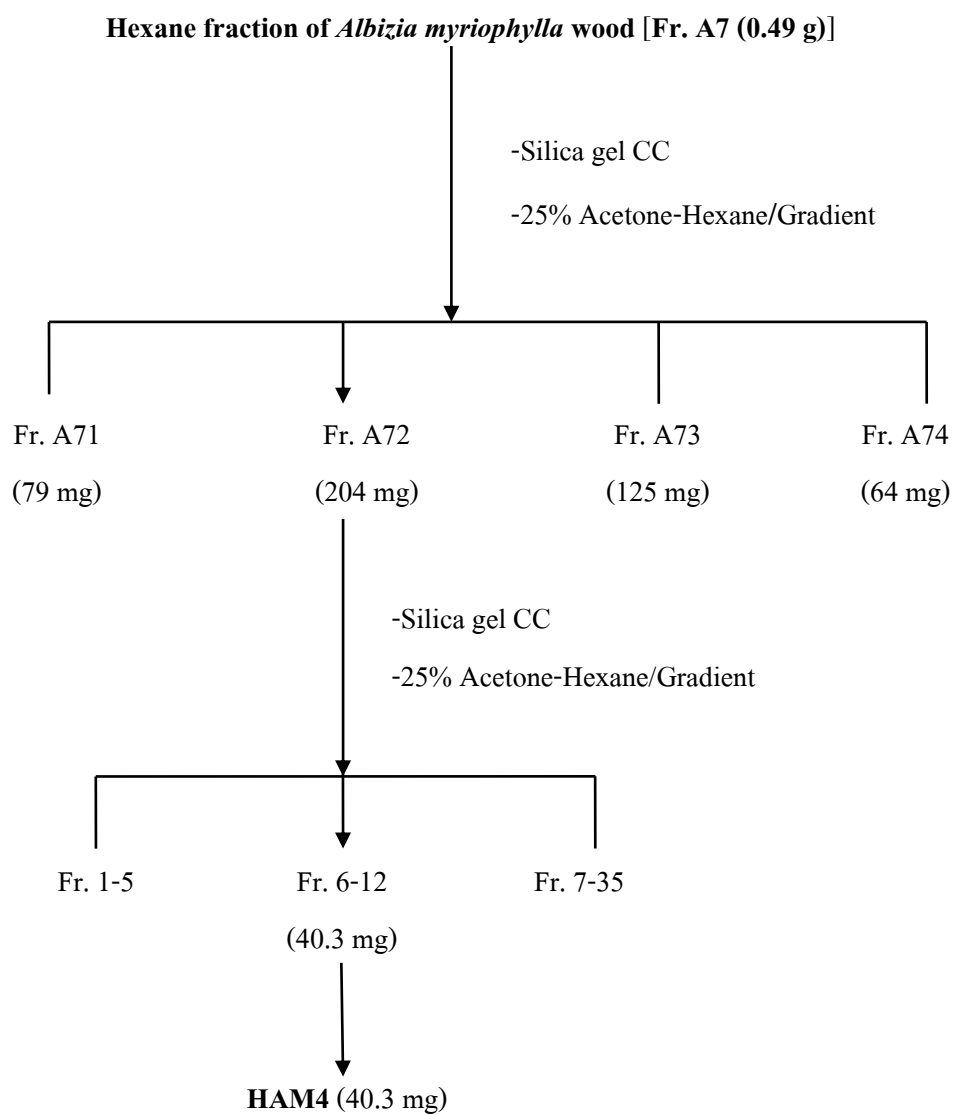 Hexane fraction of Albizia myriophylla wood [Fr. A7 (0.49 g)]
-Silica gel CC
-25% Acetone-Hexane/Gradient
Fr. A71 Fr. A72 Fr. A73 Fr. A74
(79 mg) (204 mg) (125 mg) (64 mg)
-Silica gel CC
-25% Acetone-Hexane/Gradient
Fr. 1-5 Fr. 6-12 Fr. 7-35
(40.3 mg)
HAM4 (40.3 mg)